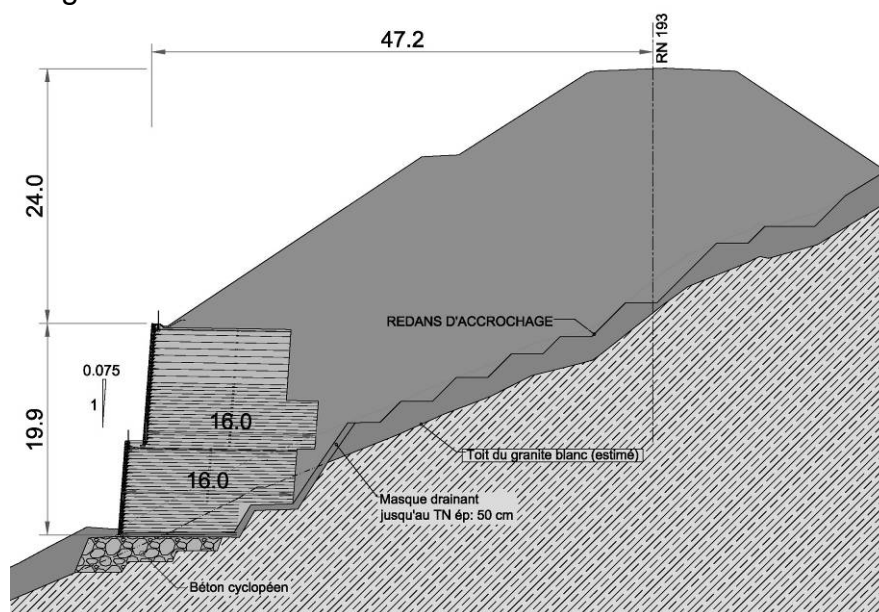 47.2
RN 193
24.0
REDANS D'ACCROCHAGE
0.075
1
19.9
16.0
16.0
Toit du granite blanc (estimé)
Masque drainant
jusqu'au TN ép: 50 cm
Béton cyclopéen